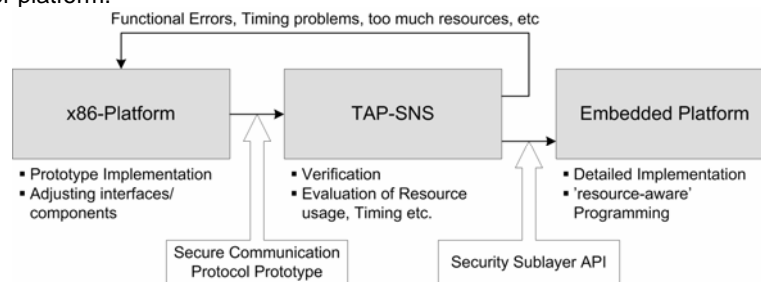 or platform.
Functional Errors, Timing problems, too much resources, etc
x86-Platform
TAP-SNS
Embedded Platform
▪ Prototype Implementation
▪ Adjusting interfaces/
components
▪ Verification
▪ Evaluation of Resource
usage, Timing etc.
▪ Detailed Implementation
▪ 'resource-aware'
Programming
Secure Communication
Protocol Prototype
Security Sublayer API